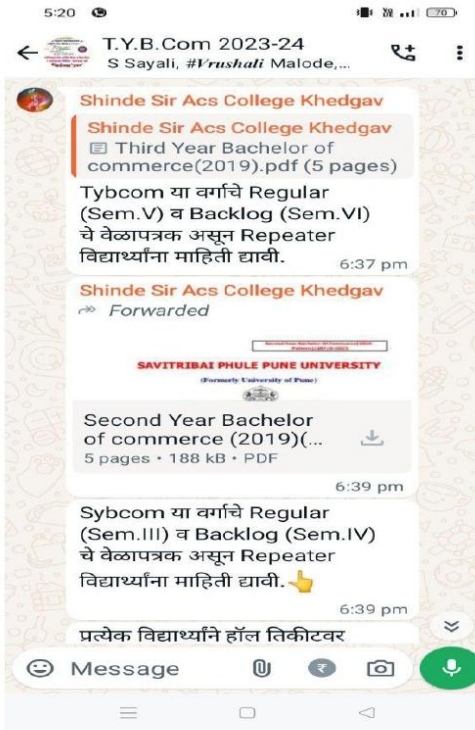 5:20
70
T.Y.B.Com 2023-24
S Sayali, #Vrushali Malode,...
Shinde Sir Acs College Khedgav
Shinde Sir Acs College Khedgav
Third Year Bachelor of
commerce(2019).pdf (5 pages)
Tybcom या वर्गाचे Regular
(Sem.V) व Backlog (Sem.VI)
चे वेळापत्रक असून Repeater
विद्यार्थ्यांना माहिती द्यावी.
6:37 pm
Shinde Sir Acs College Khedgav
Forwarded
SAVITRIBAI PHULE PUNE UNIVERSITY
(Formerly University of Pune)
Second Year Bachelor
of commerce (2019)(...
5 pages • 188 kB • PDF
6:39 pm
Sybcom या वर्गाचे Regular
(Sem.III) व Backlog (Sem.IV)
चे वेळापत्रक असून Repeater
विद्यार्थ्यांना माहिती द्यावी.👆
6:39 pm
प्रत्येक विद्यार्थ्याने हॉल तिकीटवर
Message